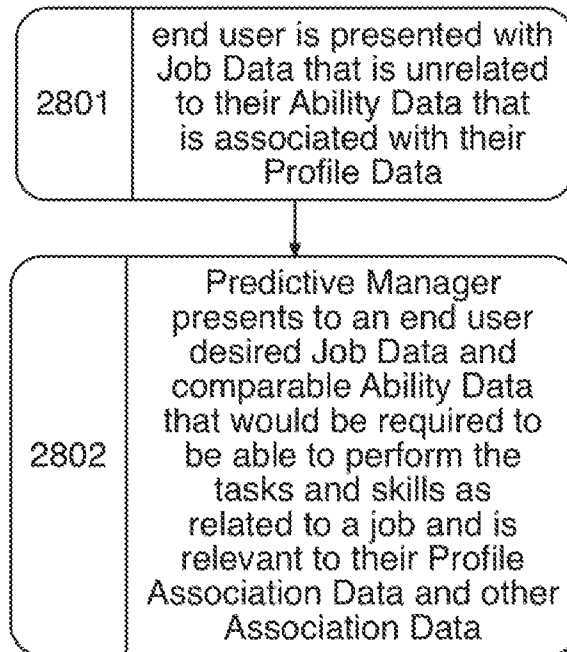 2801
end user is presented with
Job Data that is unrelated
to their Ability Data that
is associated with their
Profile Data
2802
Predictive Manager
presents to an end user
desired Job Data and
comparable Ability Data
that would be required to
be able to perform the
tasks and skills as
related to a job and is
relevant to their Profile
Association Data and other
Association Data